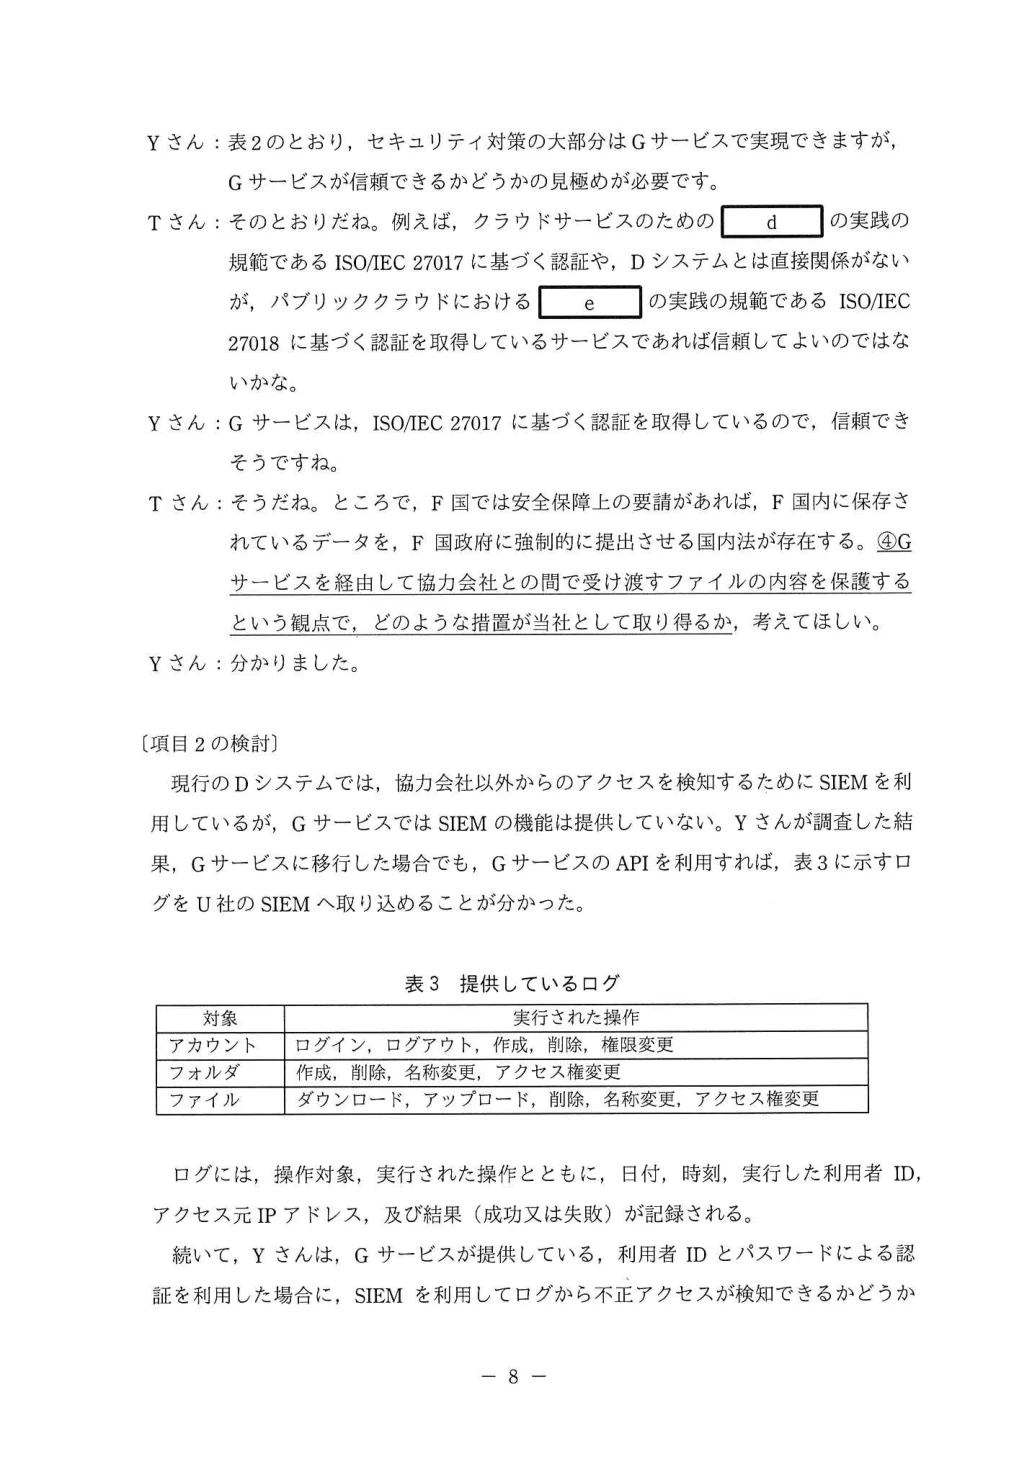 Yさん：表2のとおり，セキュリティ対策の大部分はGサービスで実現できますが，
Gサービスが信頼できるかどうかの見極めが必要です。
Tさん：そのとおりだね。例えば，クラウドサービスのための d の実践の
規範である ISO/IEC 27017 に基づく認証や，Dシステムとは直接関係がない
が，パブリッククラウドにおける e の実践の規範である ISO/IEC
27018 に基づく認証を取得しているサービスであれば信頼してよいのではな
いかな。
Yさん：G サービスは，ISO/IEC 27017 に基づく認証を取得しているので，信頼でき
そうですね。
Tさん：そうだね。ところで，F 国では安全保障上の要請があれば，F 国内に保存さ
れているデータを，F 国政府に強制的に提出させる国内法が存在する。④G
サービスを経由して協力会社との間で受け渡すファイルの内容を保護する
という観点で，どのような措置が当社として取り得るか，考えてほしい。
Yさん：分かりました。
〔項目2の検討〕
現行のDシステムでは，協力会社以外からのアクセスを検知するために SIEM を利
用しているが，G サービスでは SIEM の機能は提供していない。Y さんが調査した結
果，G サービスに移行した場合でも，G サービスの API を利用すれば，表3に示すロ
グを U 社の SIEM へ取り込めることが分かった。
表3　提供しているログ
対象　実行された操作
アカウント　ログイン，ログアウト，作成，削除，権限変更
フォルダ　作成，削除，名称変更，アクセス権変更
ファイル　ダウンロード，アップロード，削除，名称変更，アクセス権変更
ログには，操作対象，実行された操作とともに，日付，時刻，実行した利用者 ID，
アクセス元 IP アドレス，及び結果（成功又は失敗）が記録される。
続いて，Y さんは，G サービスが提供している，利用者 ID とパスワードによる認
証を利用した場合に，SIEM を利用してログから不正アクセスが検知できるかどうか
－ 8 －